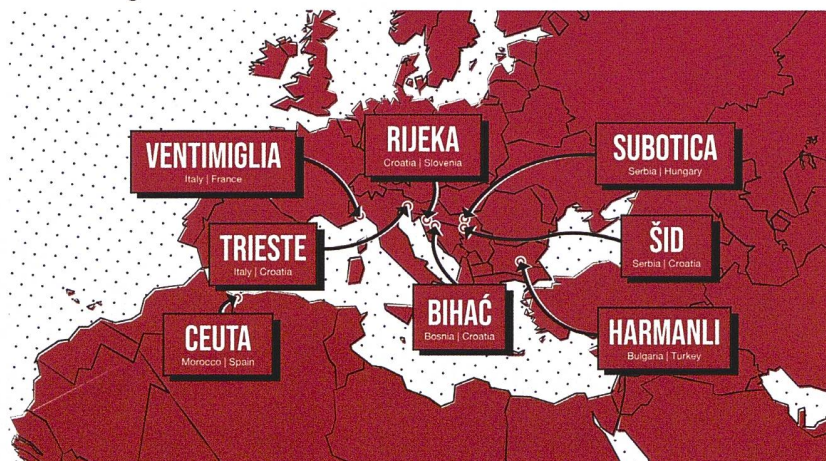 VENTIMIGLIA
Italy | France
RIJEKA
Croatia | Slovenia
SUBOTICA
Serbia | Hungary
TRIESTE
Italy | Croatia
ŠID
Serbia | Croatia
BIHAĆ
Bosnia | Croatia
CEUTA
Morocco | Spain
HARMANLI
Bulgaria | Turkey